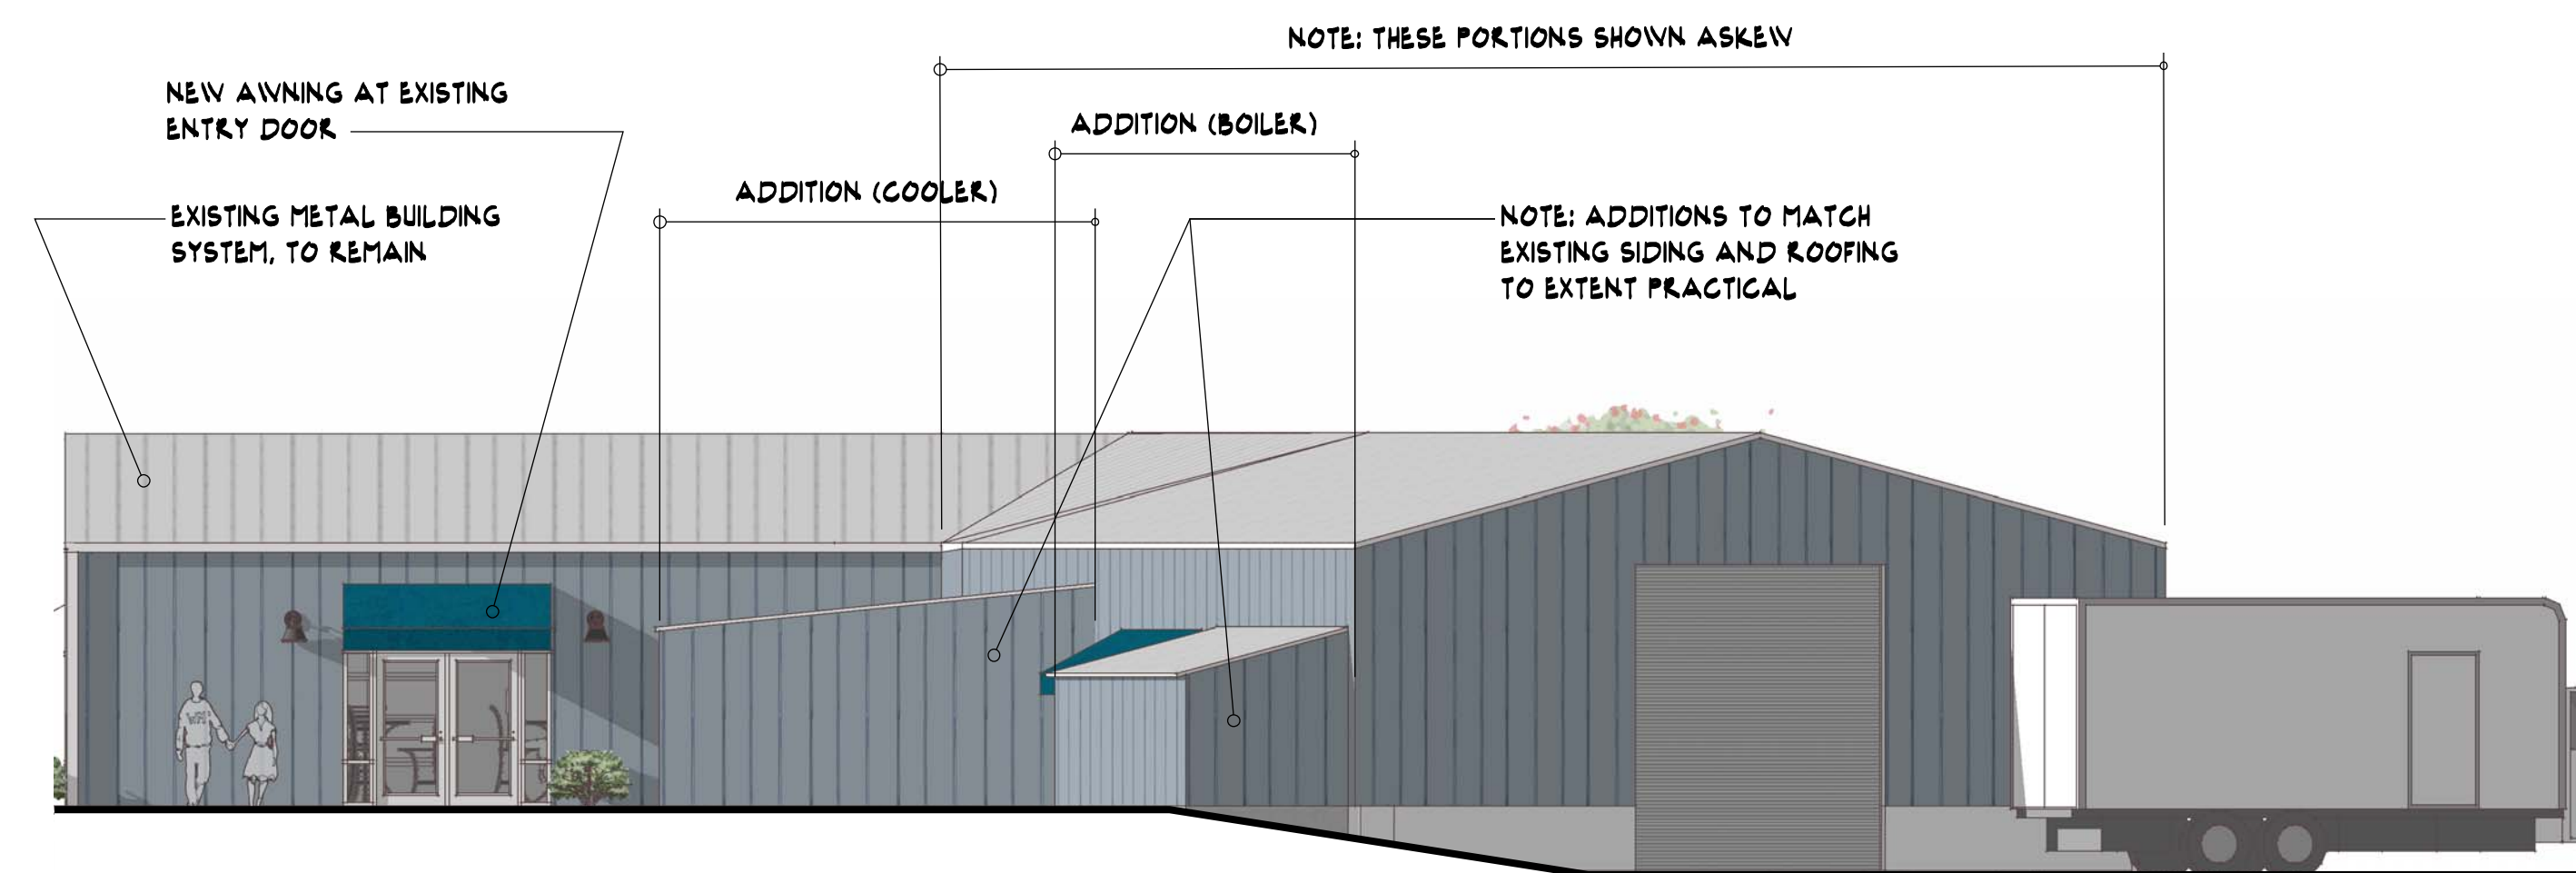 NOTE: THESE PORTIONS SHOWN ASKEW
NEW AWNING AT EXISTING
ENTRY DOOR
ADDITION (BOILER)
ADDITION (COOLER)
EXISTING METAL BUILDING
SYSTEM, TO REMAIN
NOTE: ADDITIONS TO MATCH
EXISTING SIDING AND ROOFING
TO EXTENT PRACTICAL